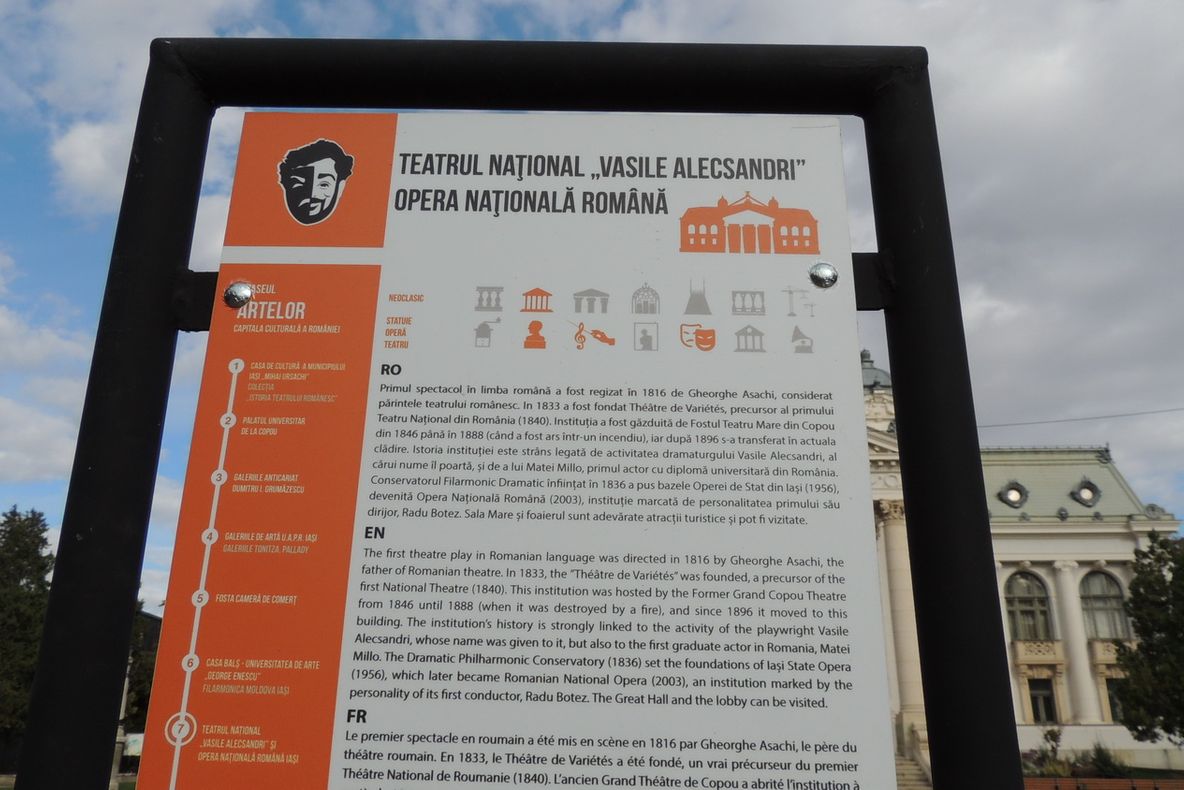 TEATRUL NAŢIONAL „VASILE ALECSANDRI”
OPERA NAŢIONALĂ ROMÂNĂ
ARTELOR
CAPITALA CULTURALĂ A ROMÂNIEI
1
CASA DE CULTURĂ A MUNICIPIULUI
IAŞI „MIHAI URSACHI”
COLECŢIA
„ISTORIA TEATRULUI ROMÂNESC”
2
PALATUL UNIVERSITAR
DE LA COPOU
3
GALERIILE ANTICARIAT
DUMITRU I. GRUMĂZESCU
4
GALERIILE DE ARTĂ U.A.P.R. IAŞI
GALERIILE TONITZA, PALLADY
5
FOSTA CAMERĂ DE COMERŢ
6
CASA BALŞ - UNIVERSITATEA DE ARTE
„GEORGE ENESCU”
FILARMONICA MOLDOVA IAŞI
7
TEATRUL NAŢIONAL
„VASILE ALECSANDRI” ŞI
OPERA NAŢIONALĂ ROMÂNĂ IAŞI
NEOCLASIC
STATUIE
OPERĂ
TEATRU
RO
Primul spectacol în limba română a fost regizat în 1816 de Gheorghe Asachi, considerat
părintele teatrului românesc. In 1833 a fost fondat Théâtre de Variétés, precursor al primului
Teatru Național din România (1840). Instituția a fost găzduită de Fostul Teatru Mare din Copou
din 1846 până în 1888 (când a fost ars într-un incendiu), iar după 1896 s-a transferat în actuala
clădire. Istoria instituției este strâns legată de activitatea dramaturgului Vasile Alecsandri, al
cărui nume îl poartă, și de a lui Matei Millo, primul actor cu diplomă universitară din România.
Conservatorul Filarmonic Dramatic înființat în 1836 a pus bazele Operei de Stat din Iași (1956),
devenită Opera Națională Română (2003), instituție marcată de personalitatea primului său
dirijor, Radu Botez. Sala Mare și foaierul sunt adevărate atracții turistice și pot fi vizitate.
EN
The first theatre play in Romanian language was directed in 1816 by Gheorghe Asachi, the
father of Romanian theatre. In 1833, the "Théâtre de Variétés" was founded, a precursor of the
first National Theatre (1840). This institution was hosted by the Former Grand Copou Theatre
from 1846 until 1888 (when it was destroyed by a fire), and since 1896 it moved to this
building. The institution's history is strongly linked to the activity of the playwright Vasile
Alecsandri, whose name was given to it, but also to the first graduate actor in Romania, Matei
Millo. The Dramatic Philharmonic Conservatory (1836) set the foundations of Iași State Opera
(1956), which later became Romanian National Opera (2003), an institution marked by the
personality of its first conductor, Radu Botez. The Great Hall and the lobby can be visited.
FR
Le premier spectacle en roumain a été mis en scène en 1816 par Gheorghe Asachi, le père du
théâtre roumain. En 1833, le Théâtre de Variétés a été fondé, un vrai précurseur du premier
Théâtre National de Roumanie (1840). L'ancien Grand Théâtre de Copou a abrité l'institution à